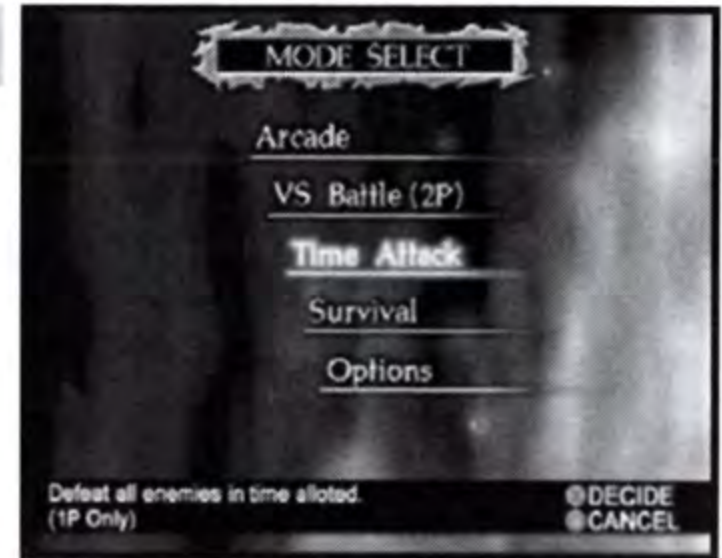 MODE SELECT
Arcade
VS Battle (2P)
Time Attack
Survival
Options
Defeat all enemies in time alloted.
(1P Only)
DECIDE
CANCEL